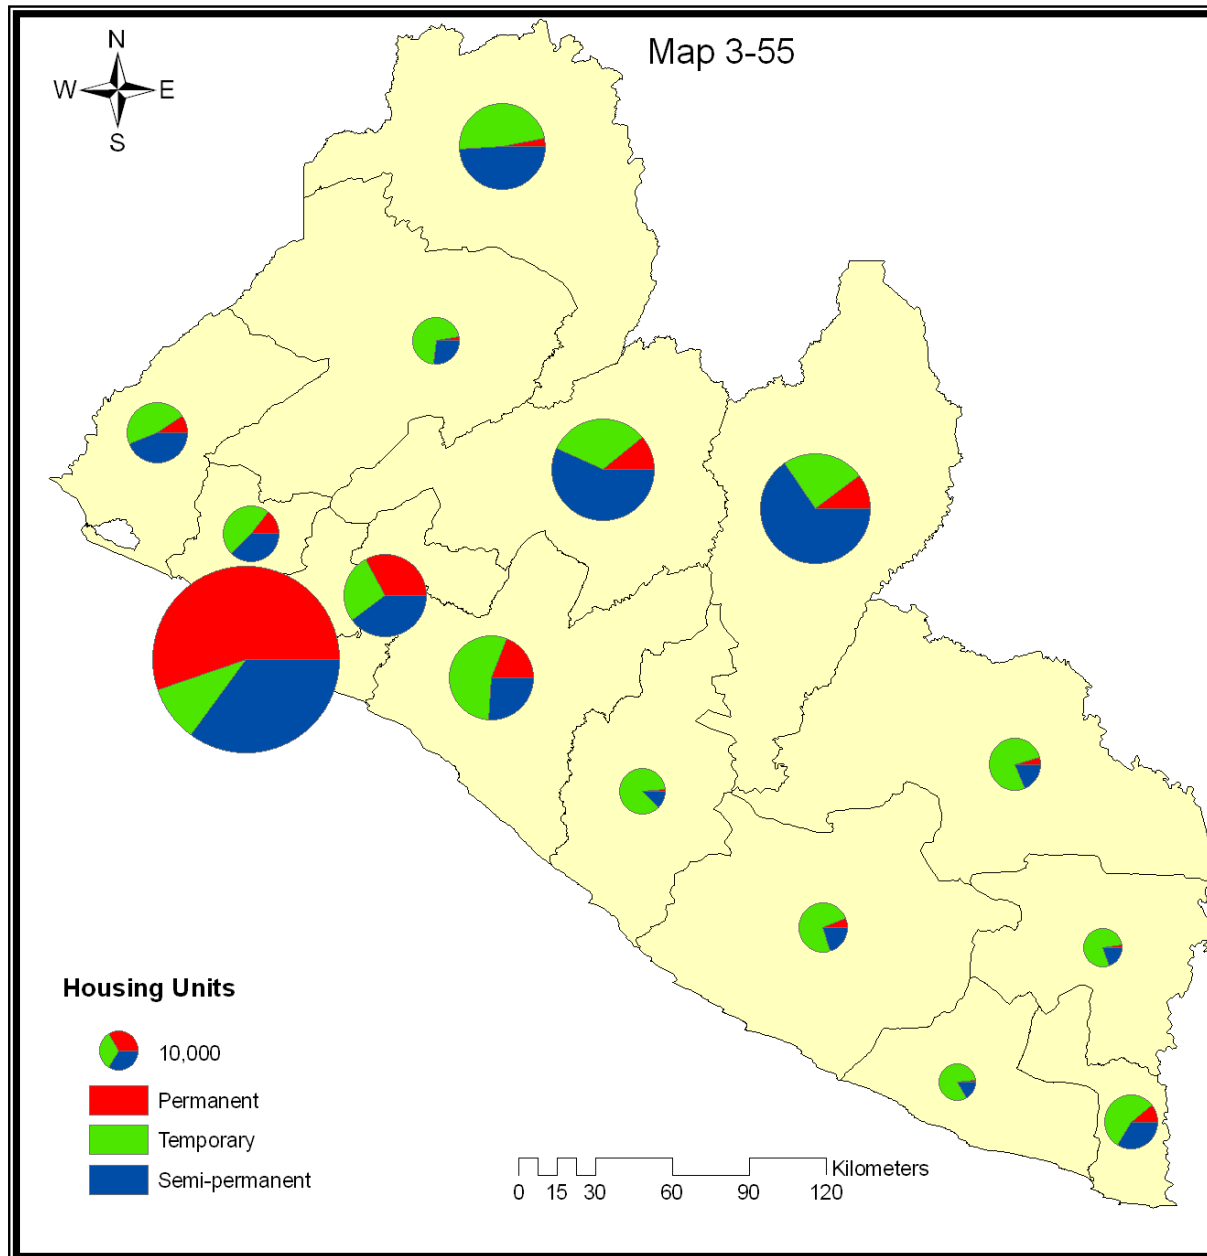 Map 3-55
N
W E
S
Housing Units
10,000
Permanent
Temporary
Semi-permanent
Kilometers
0 15 30 60 90 120